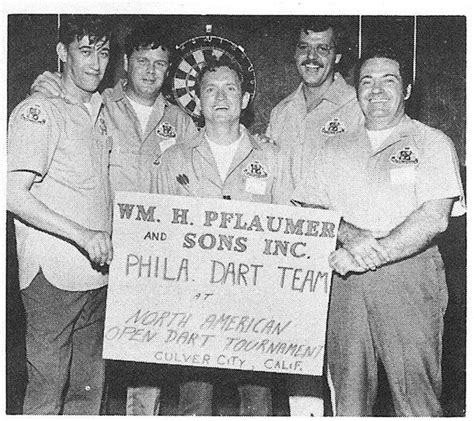 WM. H. PFLAUMER
AND SONS INC.
PHILA. DART TEAM
AT
NORTH AMERICAN
OPEN DART TOURNAMENT
CULVER CITY, CALIF.